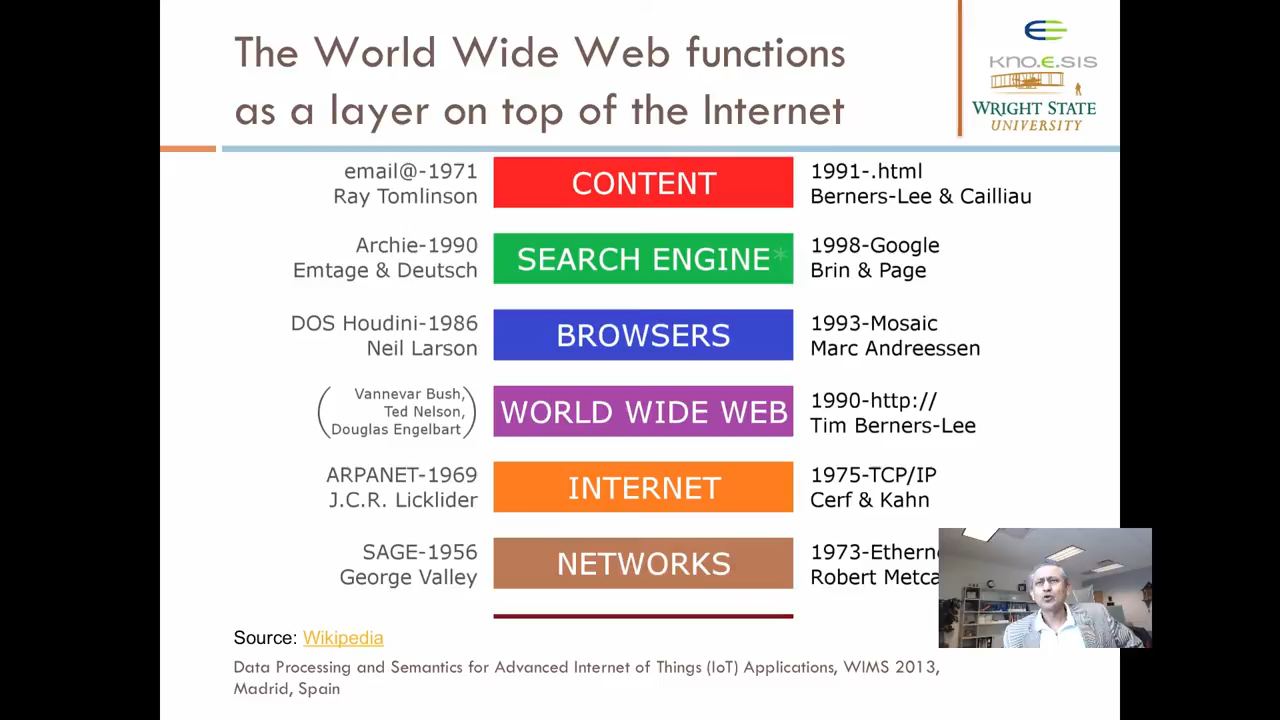 The World Wide Web functions
as a layer on top of the Internet
kno.e.sis
WRIGHT STATE
UNIVERSITY
email@-1971
Ray Tomlinson
CONTENT
1991-.html
Berners-Lee & Cailliau
Archie-1990
Emtage & Deutsch
SEARCH ENGINE*
1998-Google
Brin & Page
DOS Houdini-1986
Neil Larson
BROWSERS
1993-Mosaic
Marc Andreessen
Vannevar Bush,
Ted Nelson,
Douglas Engelbart
WORLD WIDE WEB
1990-http://
Tim Berners-Lee
ARPANET-1969
J.C.R. Licklider
INTERNET
1975-TCP/IP
Cerf & Kahn
SAGE-1956
George Valley
NETWORKS
1973-Etherne
Robert Metca
Source: Wikipedia
Data Processing and Semantics for Advanced Internet of Things (IoT) Applications, WIMS 2013,
Madrid, Spain